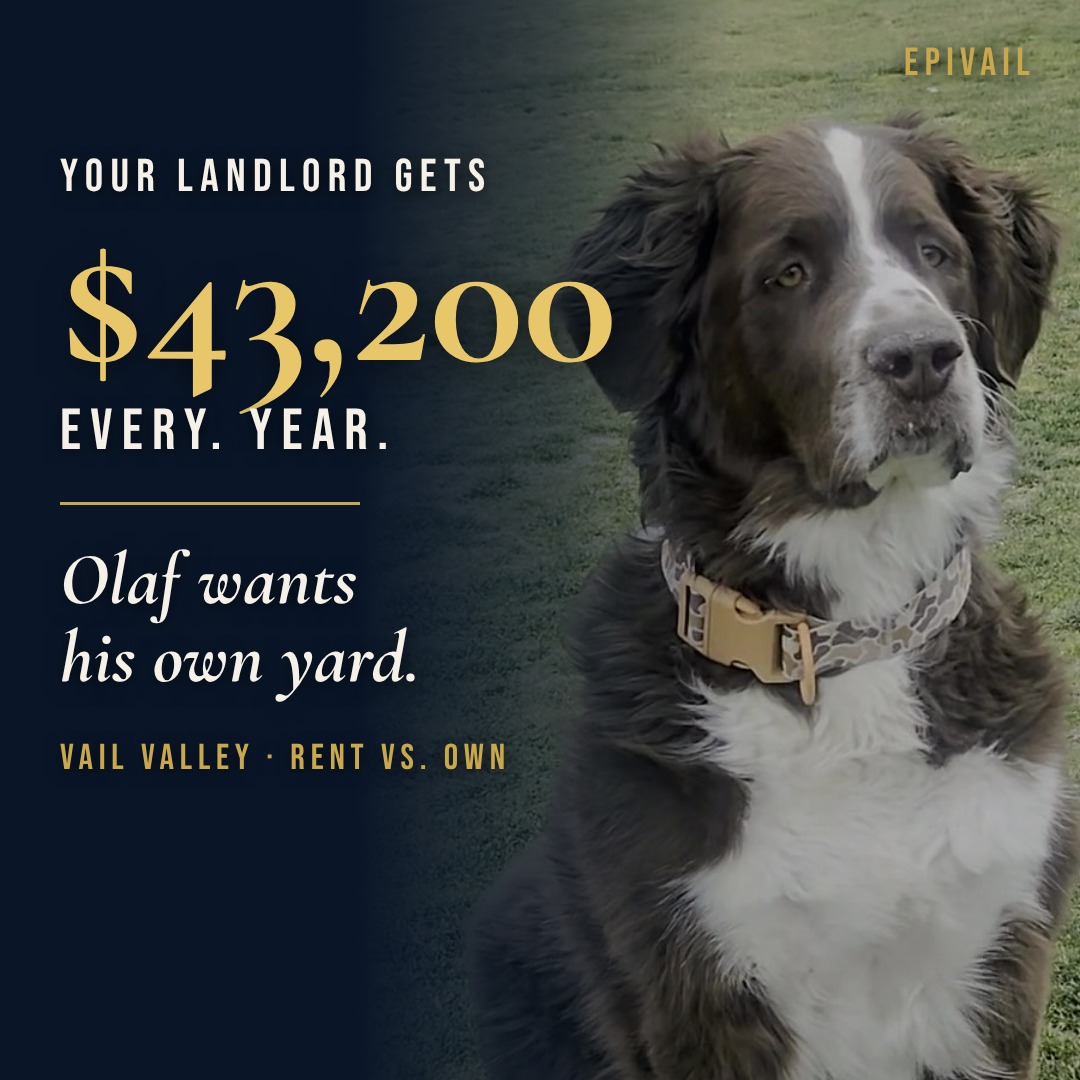 EPIVAIL
YOUR LANDLORD GETS
$43,200
EVERY. YEAR.
Olaf wants
his own yard.
VAIL VALLEY · RENT VS. OWN